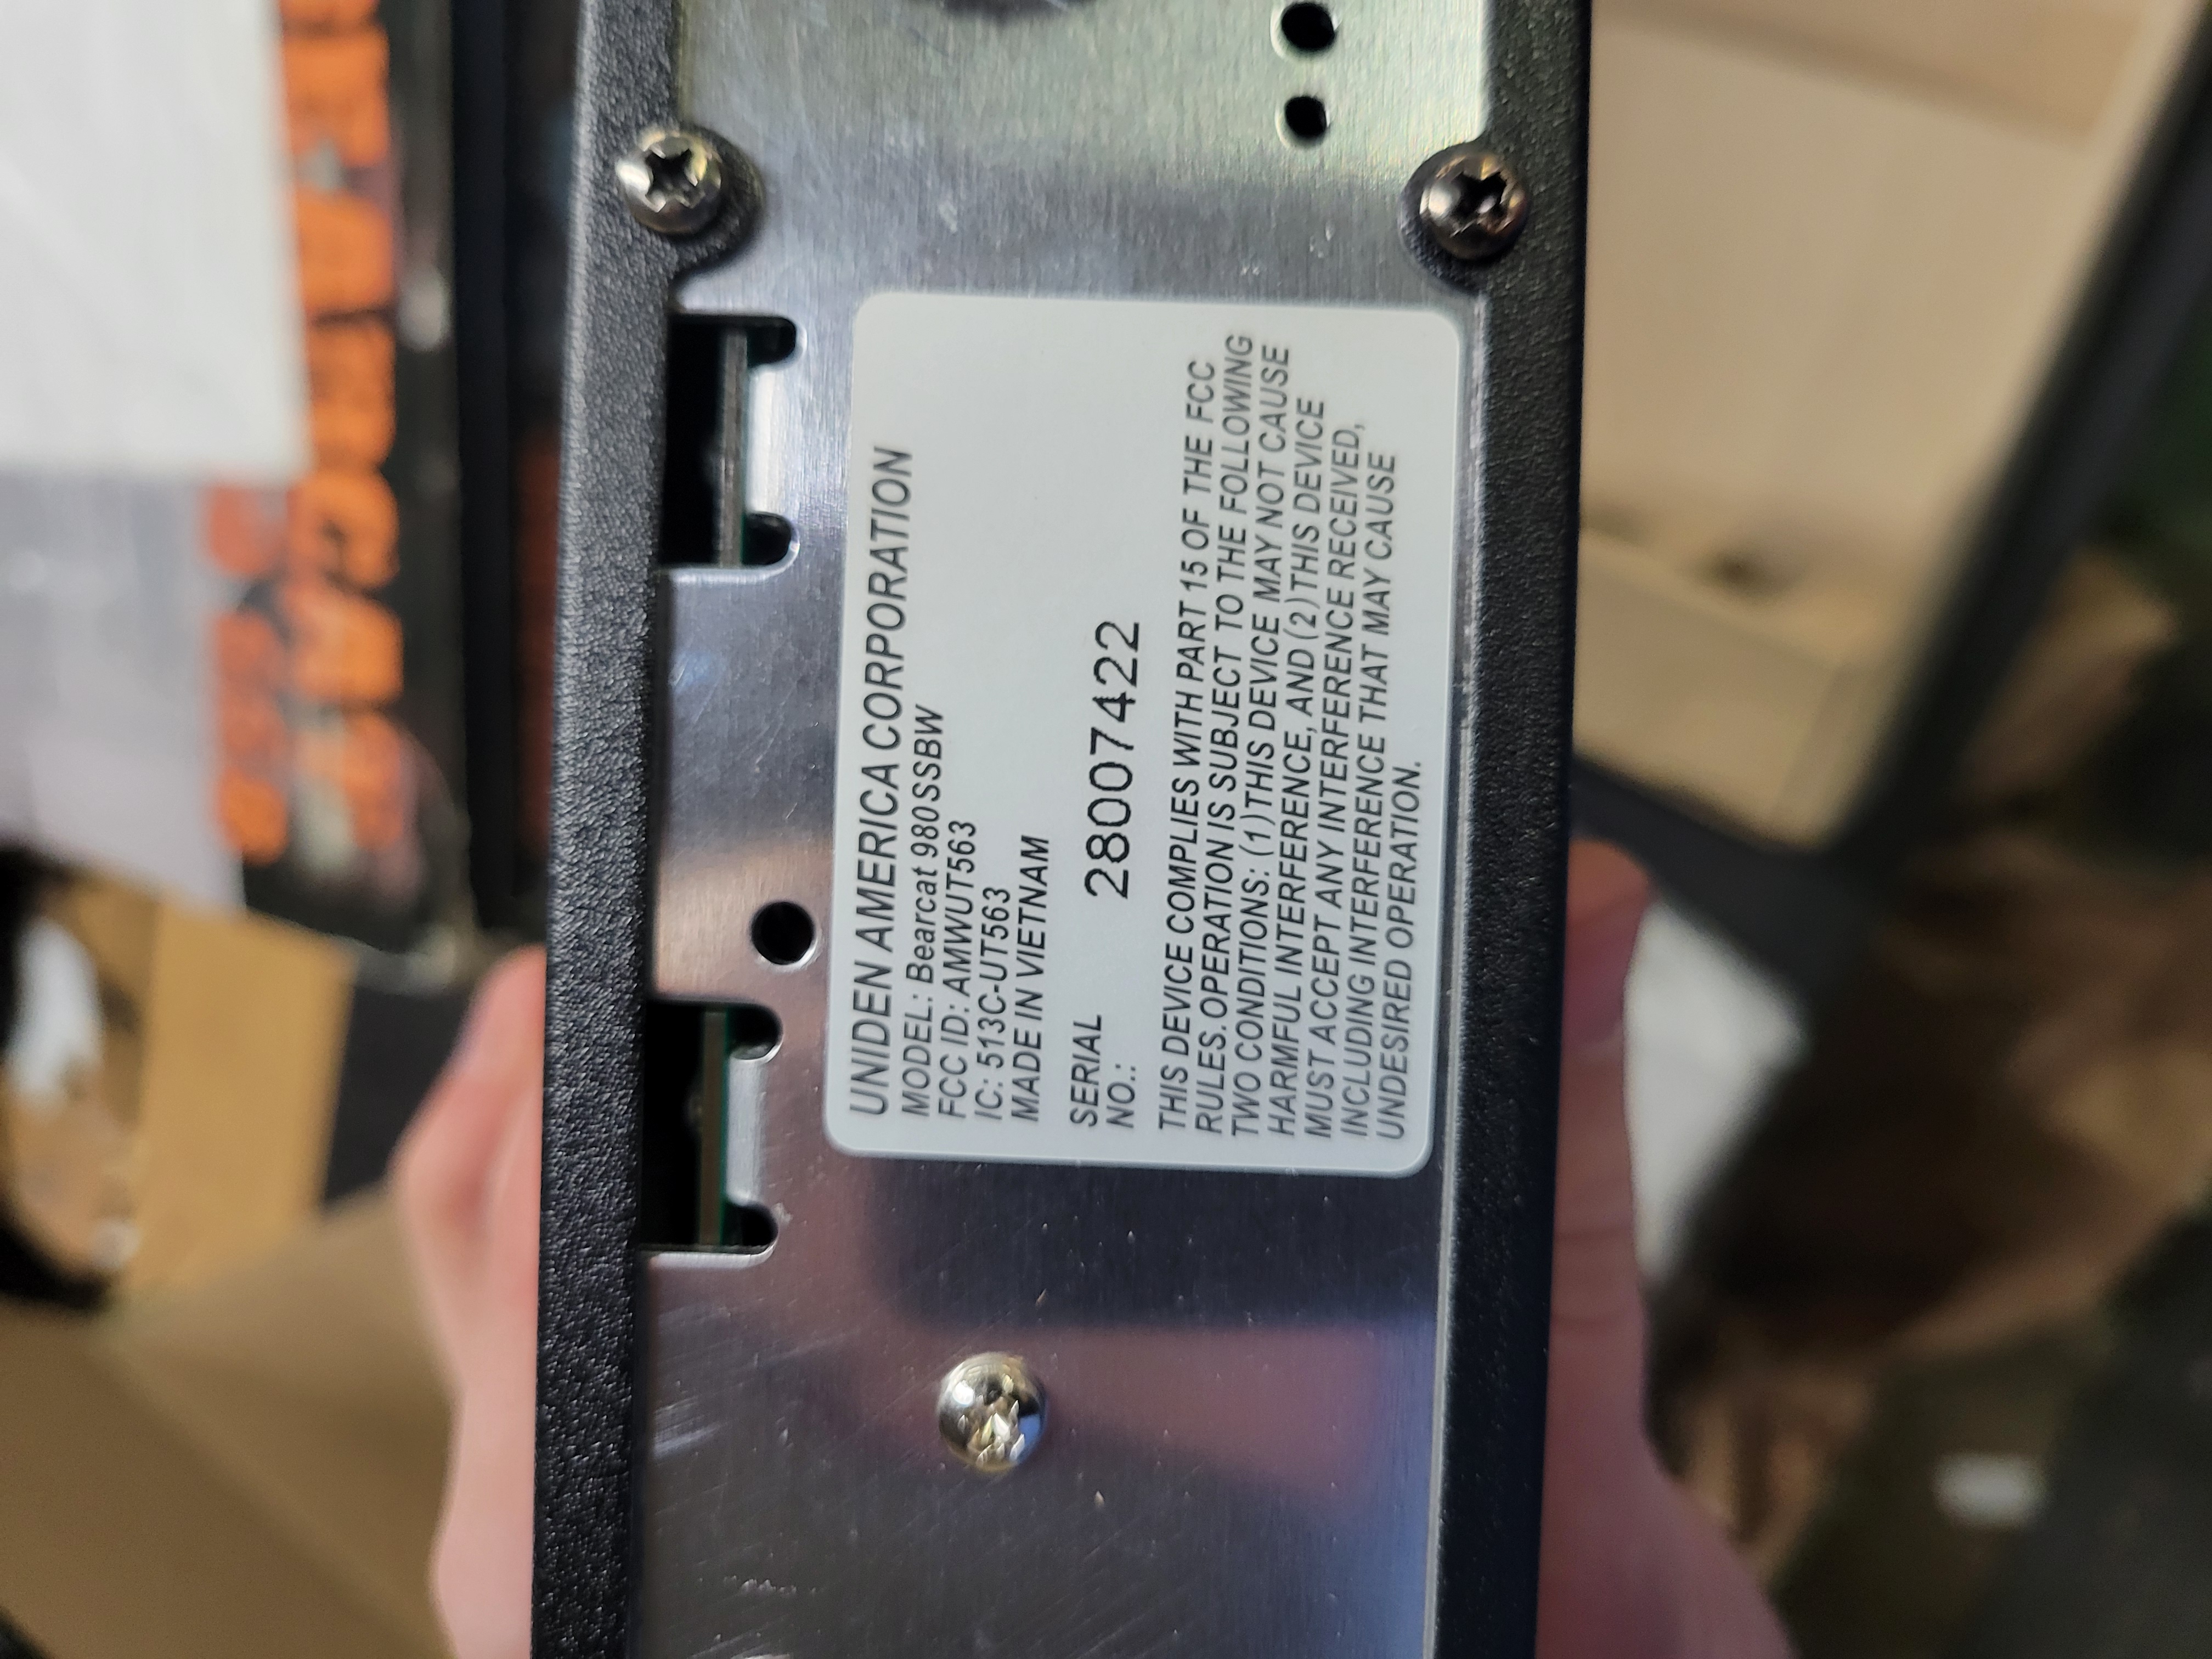 UNIDEN AMERICA CORPORATION
MODEL: Bearcat 980SSBW
FCC ID: AMWUT563
IC: 513C-UT563
MADE IN VIETNAM
SERIAL
NO.: 28007422
THIS DEVICE COMPLIES WITH PART 15 OF THE FCC
RULES.OPERATION IS SUBJECT TO THE FOLLOWING
TWO CONDITIONS: (1)THIS DEVICE MAY NOT CAUSE
HARMFUL INTERFERENCE, AND (2)THIS DEVICE
MUST ACCEPT ANY INTERFERENCE RECEIVED,
INCLUDING INTERFERENCE THAT MAY CAUSE
UNDESIRED OPERATION.